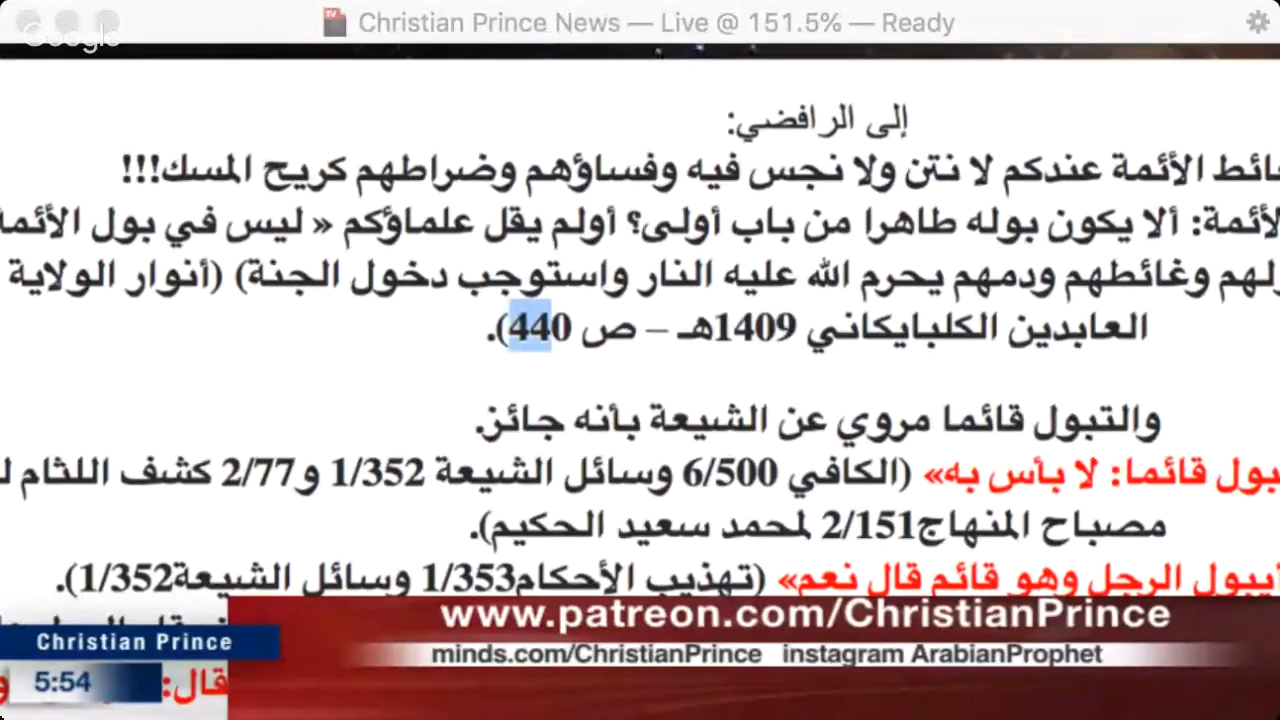 Christian Prince News — Live @ 151.5% — Ready
Google
إلى الرافضي:
الأئمة عندكم لا نتن ولا نجس فيه وفساؤهم وضراطهم كريح المسك!!!
ألا يكون بوله طاهرا من باب أولى؟ أولم يقل علماؤكم » ليس في بول الأئمة
وغائطهم ودمهم يحرم الله عليه النار واستوجب دخول الجنة) (أنوار الولاية
العابدين الكلبايكاني 1409هـ – ص 440).
والتبول قائما مروي عن الشيعة بأنه جائز.
قائما: لا بأس به» (الكافي 6/500 وسائل الشيعة 1/352 و2/77 كشف اللثام
مصباح المنهاج2/151 لمحمد سعيد الحكيم).
أيبول الرجل وهو قائم قال نعم» (تهذيب الأحكام1/353 وسائل الشيعة1/352).
www.patreon.com/ChristianPrince
Christian Prince
minds.com/ChristianPrince instagram ArabianProphet
5:54
قال: